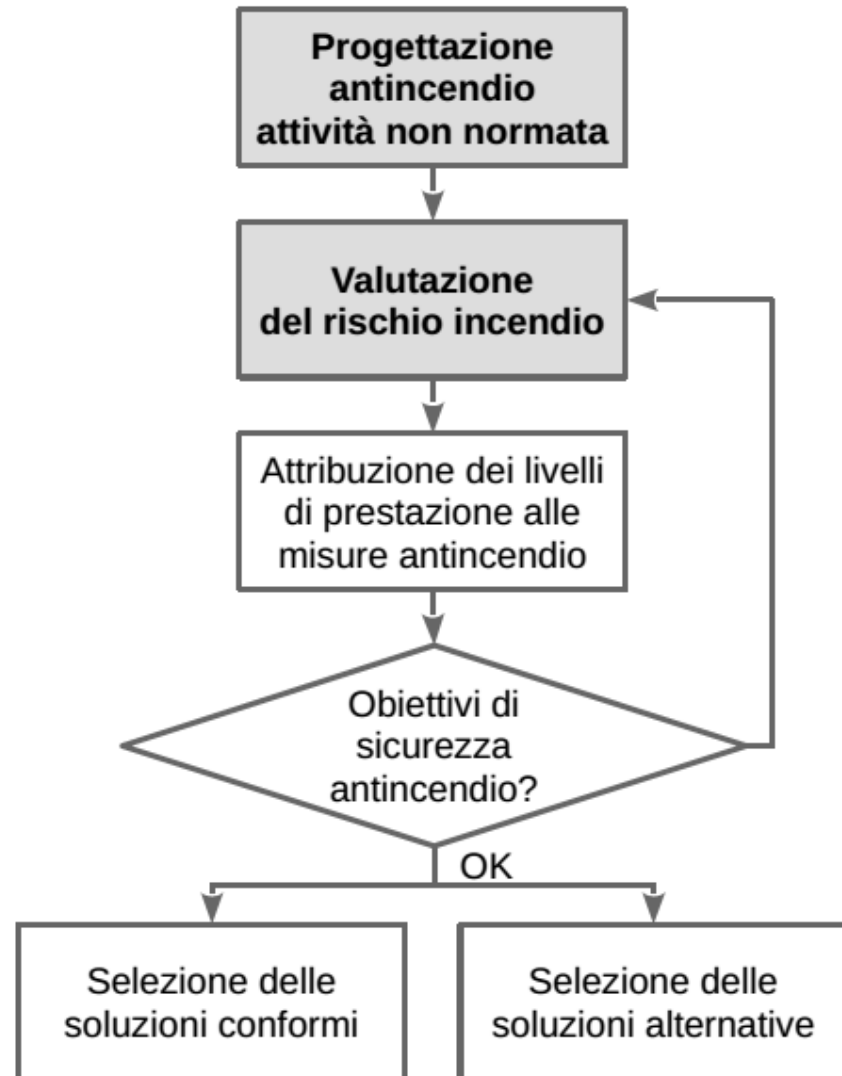 Progettazione
antincendio
attività non normata
Valutazione
del rischio incendio
Attribuzione dei livelli
di prestazione alle
misure antincendio
Obiettivi di
sicurezza
antincendio?
OK
Selezione delle
soluzioni conformi
Selezione delle
soluzioni alternative